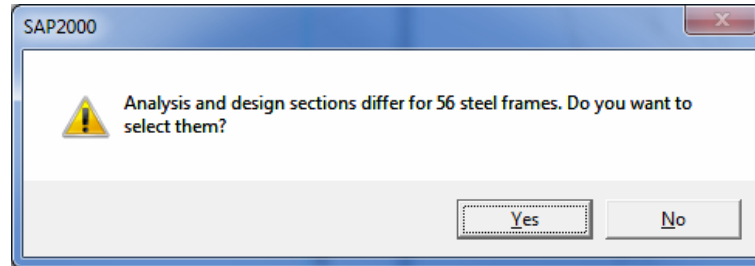 SAP2000
Analysis and design sections differ for 56 steel frames. Do you want to
select them?
Yes
No